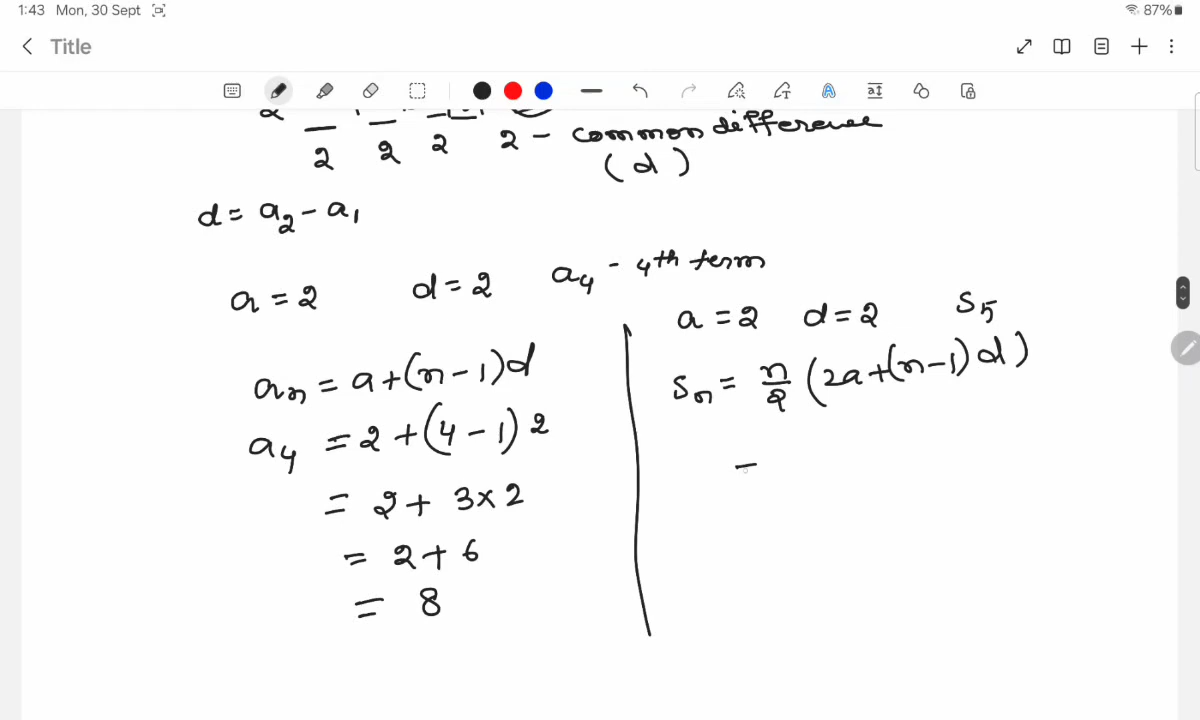 1:43 Mon, 30 Sept
87%
Title
2 2 2 2 - common difference
(d)
d = a₂ - a₁
a = 2 d = 2 a₄ - 4th term
aₙ = a + (n - 1)d
a₄ = 2 + (4 - 1) 2
= 2 + 3 × 2
= 2 + 6
= 8
a = 2 d = 2 S₅
Sₙ = n/2 (2a + (n - 1) d)